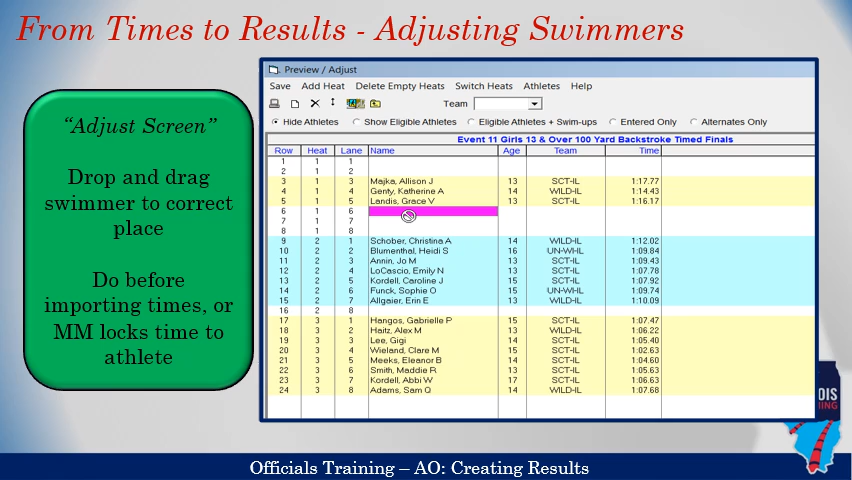 From Times to Results - Adjusting Swimmers
“Adjust Screen”
Drop and drag
swimmer to correct
place
Do before
importing times, or
MM locks time to
athlete
Preview / Adjust
Save Add Heat Delete Empty Heats Switch Heats Athletes Help
Team
Hide Athletes Show Eligible Athletes Eligible Athletes + Swim-ups Entered Only Alternates Only
Event 11 Girls 13 & Over 100 Yard Backstroke Timed Finals
Row Heat Lane Name Age Team Time
1 1 1
2 1 2
3 1 3 Majka, Allison J 13 SCT-IL 1:17.77
4 1 4 Genty, Katherine A 14 WILD-IL 1:14.43
5 1 5 Landis, Grace V 13 SCT-IL 1:16.17
6 1 6
7 1 7
8 1 8
9 2 1 Schober, Christina A 14 WILD-IL 1:12.02
10 2 2 Blumenthal, Heidi S 16 UN-WI-IL 1:09.84
11 2 3 Annin, Jo M 13 SCT-IL 1:09.43
12 2 4 LoCascio, Emily N 13 SCT-IL 1:07.78
13 2 5 Kordell, Caroline J 15 SCT-IL 1:07.92
14 2 6 Funck, Sophie O 15 UN-WI-IL 1:09.74
15 2 7 Allgaier, Erin E 13 WILD-IL 1:10.09
16 2 8
17 3 1 Hangos, Gabrielle P 15 SCT-IL 1:07.47
18 3 2 Haitz, Alex M 13 WILD-IL 1:06.22
19 3 3 Lee, Gigi 14 SCT-IL 1:05.40
20 3 4 Wieland, Clare M 15 SCT-IL 1:02.63
21 3 5 Meeks, Eleanor B 14 SCT-IL 1:04.60
22 3 6 Smith, Maddie R 13 SCT-IL 1:05.63
23 3 7 Kordell, Abbi W 17 SCT-IL 1:06.63
24 3 8 Adams, Sam Q 14 WILD-IL 1:07.68
Officials Training – AO: Creating Results